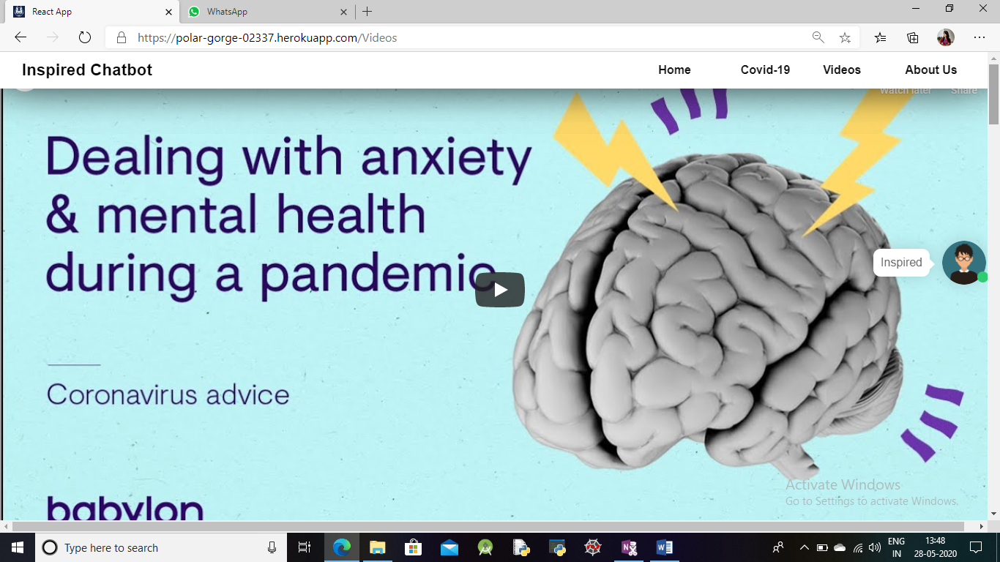 React App
WhatsApp
https://polar-gorge-02337.herokuapp.com/Videos
Inspired Chatbot
Home
Covid-19
Videos
About Us
Watch later
Share
Dealing with anxiety
& mental health
during a pandemic
Inspired
Coronavirus advice
babylon
Activate Windows
Go to Settings to activate Windows.
Type here to search
ENG
IN
13:48
28-05-2020